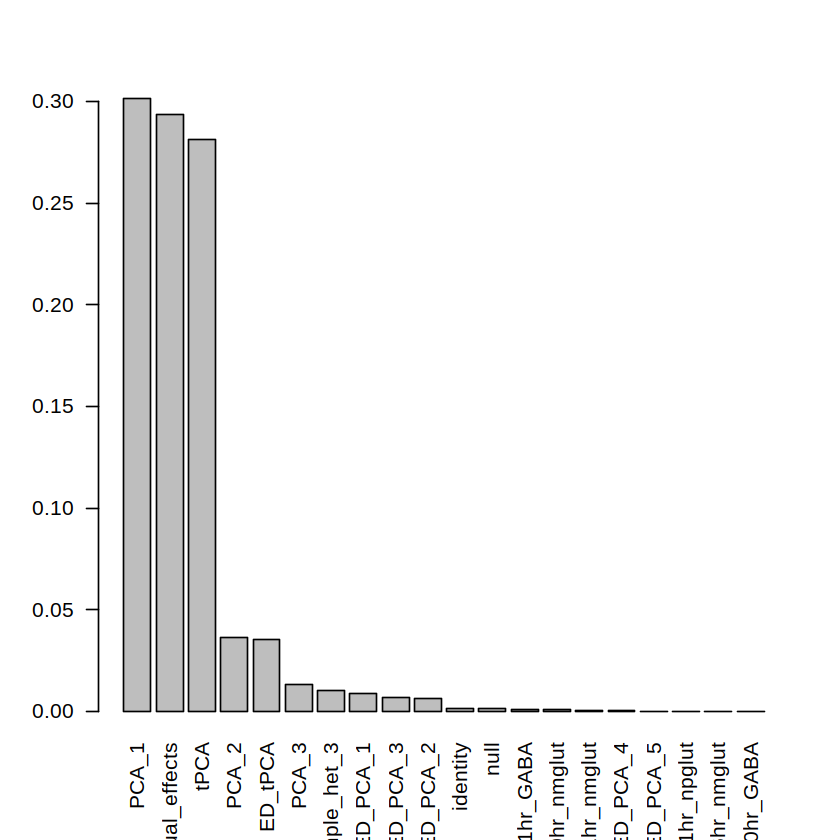 0.30
0.25
0.20
0.15
0.10
0.05
0.00
PCA_1
ual_effects
tPCA
PCA_2
ED_tPCA
PCA_3
ple_het_3
ED_PCA_1
ED_PCA_3
ED_PCA_2
identity
null
1hr_GABA
hr_nmglut
hr_nmglut
ED_PCA_4
ED_PCA_5
1hr_npglut
hr_nmglut
0hr_GABA